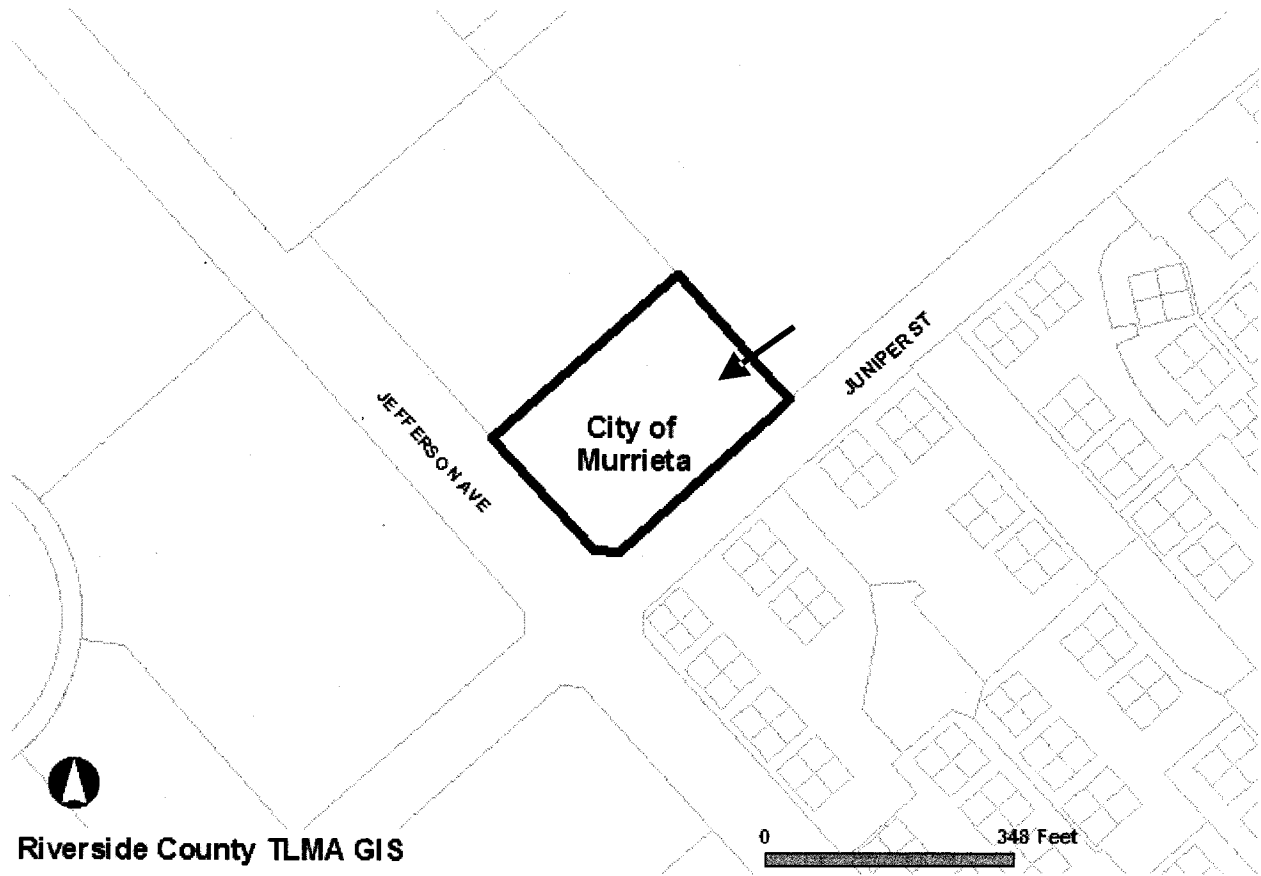 JUNIPER ST
JEFFERSON AVE
City of
Murrieta
0 348 Feet
Riverside County TLMA GIS